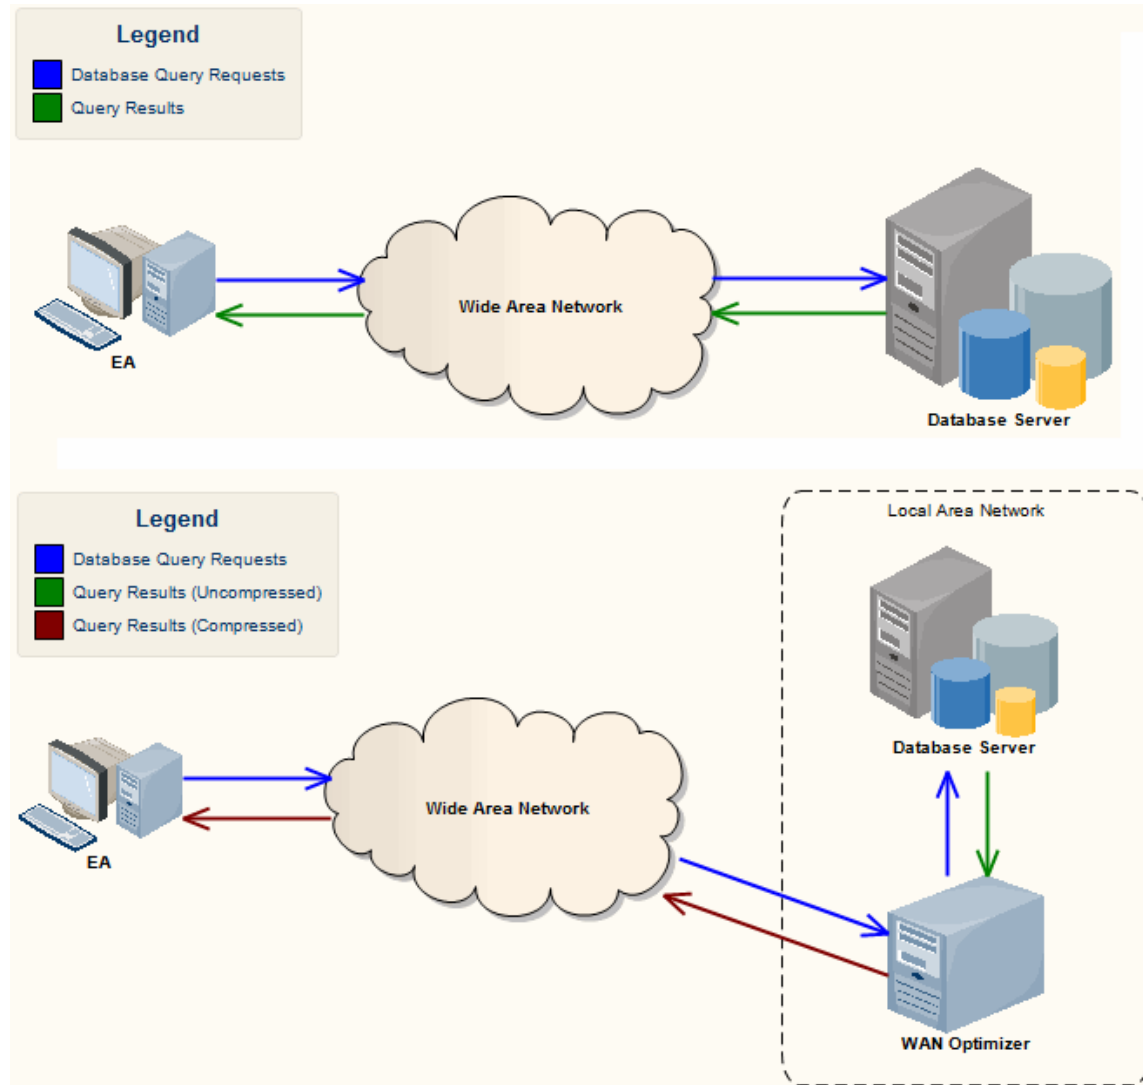 Legend
Database Query Requests
Query Results
Wide Area Network
EA
Database Server
Legend
Database Query Requests
Query Results (Uncompressed)
Query Results (Compressed)
Local Area Network
Database Server
Wide Area Network
EA
WAN Optimizer